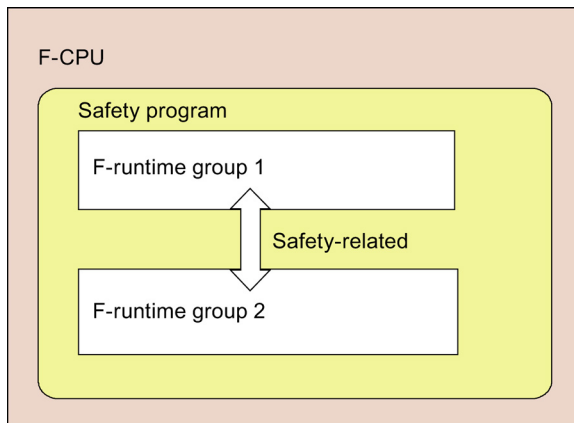 F-CPU
Safety program
F-runtime group 1
Safety-related
F-runtime group 2